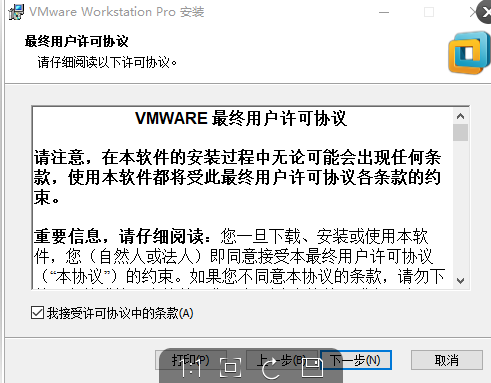 VMware Workstation Pro 安装
最终用户许可协议
请仔细阅读以下许可协议。
VMWARE 最终用户许可协议
请注意，在本软件的安装过程中无论可能会出现任何条
款，使用本软件都将受此最终用户许可协议各条款的约
束。
重要信息，请仔细阅读：您一旦下载、安装或使用本软
件，您（自然人或法人）即同意接受本最终用户许可协议
（“本协议”）的约束。如果您不同意本协议的条款，请勿下
我接受许可协议中的条款(A)
打印(P) 上一步(B) 下一步(N) 取消
1:1